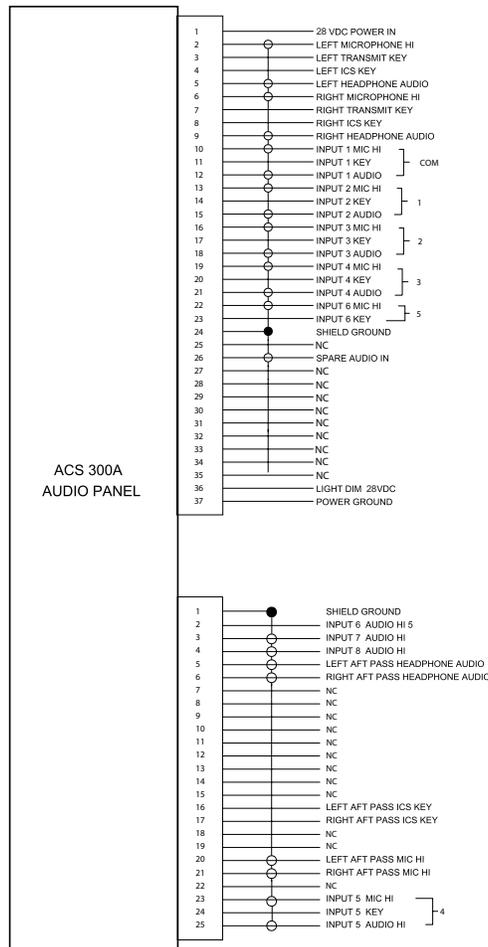 ACS 300A
AUDIO PANEL
1 28 VDC POWER IN
2 LEFT MICROPHONE HI
3 LEFT TRANSMIT KEY
4 LEFT ICS KEY
5 LEFT HEADPHONE AUDIO
6 RIGHT MICROPHONE HI
7 RIGHT TRANSMIT KEY
8 RIGHT ICS KEY
9 RIGHT HEADPHONE AUDIO
10 INPUT 1 MIC HI
11 INPUT 1 KEY COM
12 INPUT 1 AUDIO
13 INPUT 2 MIC HI
14 INPUT 2 KEY 1
15 INPUT 2 AUDIO
16 INPUT 3 MIC HI
17 INPUT 3 KEY 2
18 INPUT 3 AUDIO
19 INPUT 4 MIC HI
20 INPUT 4 KEY 3
21 INPUT 4 AUDIO
22 INPUT 6 MIC HI
23 INPUT 6 KEY 5
24 SHIELD GROUND
25 NC
26 SPARE AUDIO IN
27 NC
28 NC
29 NC
30 NC
31 NC
32 NC
33 NC
34 NC
35 NC
36 LIGHT DIM 28VDC
37 POWER GROUND
1 SHIELD GROUND
2 INPUT 6 AUDIO HI 5
3 INPUT 7 AUDIO HI
4 INPUT 8 AUDIO HI
5 LEFT AFT PASS HEADPHONE AUDIO
6 RIGHT AFT PASS HEADPHONE AUDIO
7 NC
8 NC
9 NC
10 NC
11 NC
12 NC
13 NC
14 NC
15 NC
16 LEFT AFT PASS ICS KEY
17 RIGHT AFT PASS ICS KEY
18 NC
19 NC
20 LEFT AFT PASS MIC HI
21 RIGHT AFT PASS MIC HI
22 NC
23 INPUT 5 MIC HI
24 INPUT 5 KEY 4
25 INPUT 5 AUDIO HI